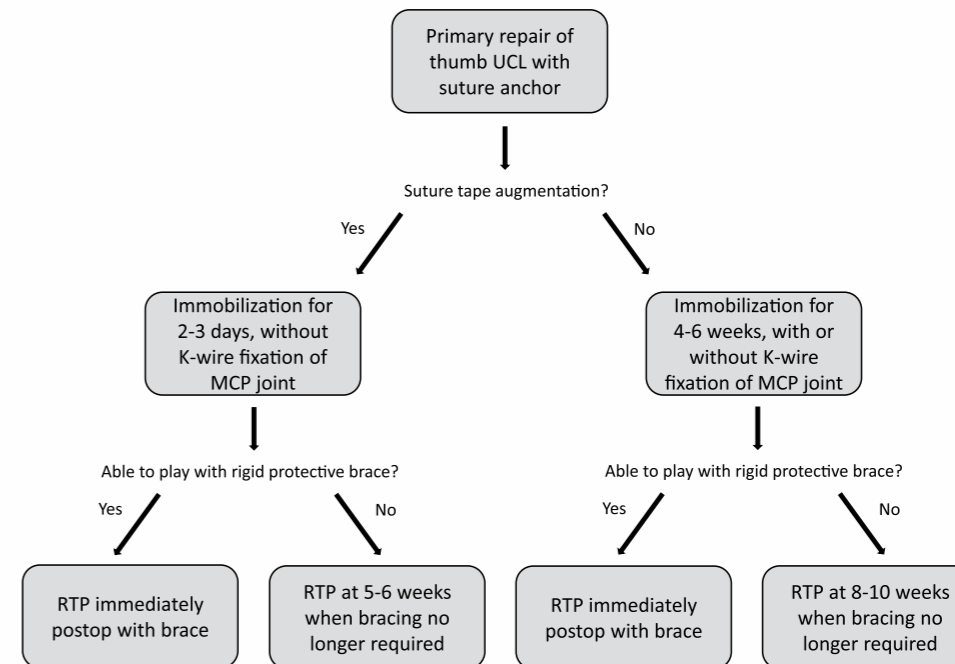 Primary repair of
thumb UCL with
suture anchor
Suture tape augmentation?
Yes
No
Immobilization for
2-3 days, without
K-wire fixation of
MCP joint
Immobilization for
4-6 weeks, with or
without K-wire
fixation of MCP joint
Able to play with rigid protective brace?
Able to play with rigid protective brace?
Yes
No
Yes
No
RTP immediately
postop with brace
RTP at 5-6 weeks
when bracing no
longer required
RTP immediately
postop with brace
RTP at 8-10 weeks
when bracing no
longer required